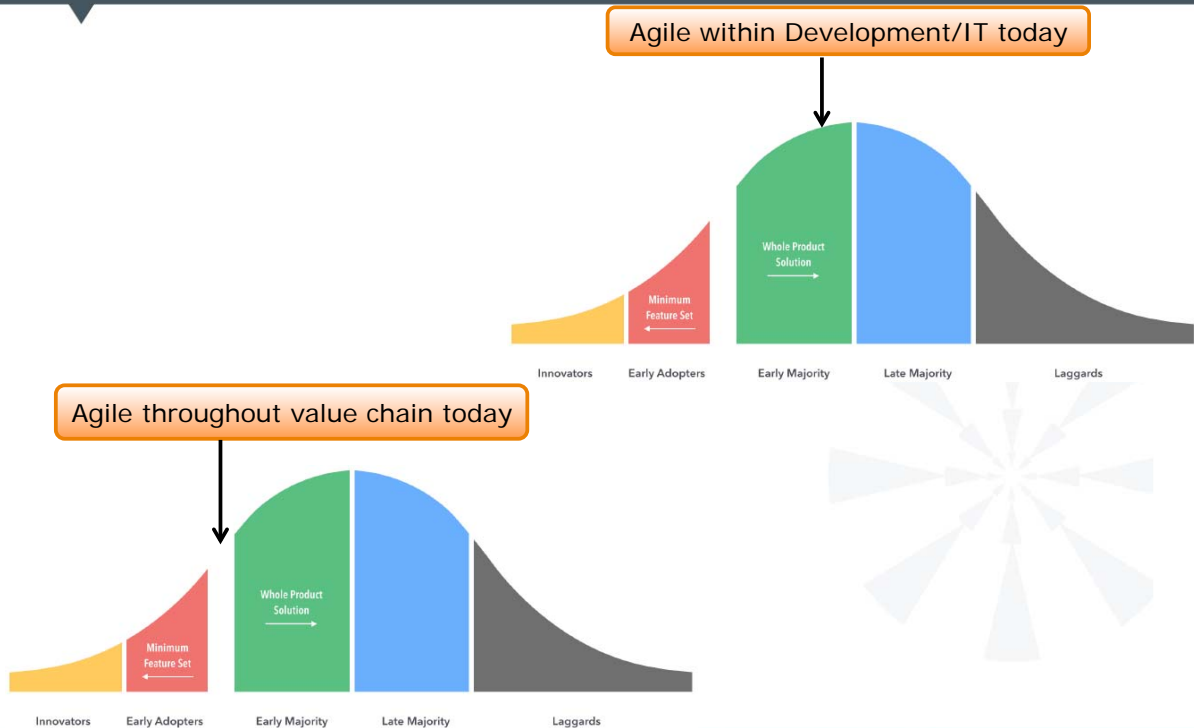 Agile within Development/IT today
Whole Product
Solution
Minimum
Feature Set
Innovators Early Adopters Early Majority Late Majority Laggards
Agile throughout value chain today
Whole Product
Solution
Minimum
Feature Set
Innovators Early Adopters Early Majority Late Majority Laggards